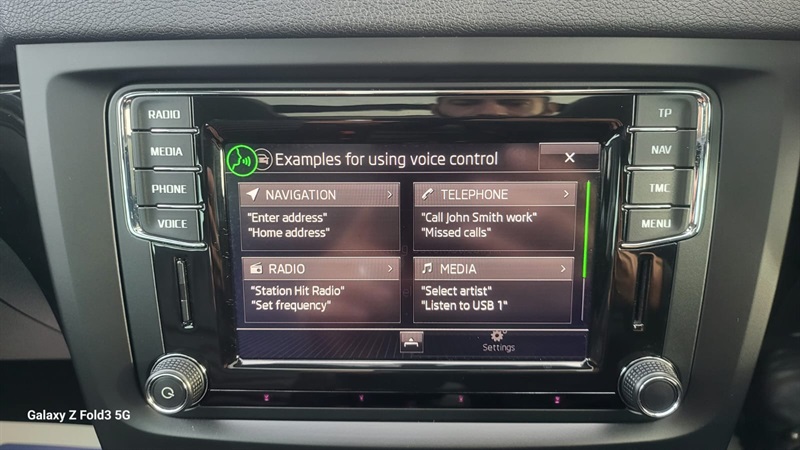 RADIO
MEDIA
PHONE
VOICE
TP
NAV
TMC
MENU
Examples for using voice control
NAVIGATION
"Enter address"
"Home address"
TELEPHONE
"Call John Smith work"
"Missed calls"
RADIO
"Station Hit Radio"
"Set frequency"
MEDIA
"Select artist"
"Listen to USB 1"
Settings
Galaxy Z Fold3 5G